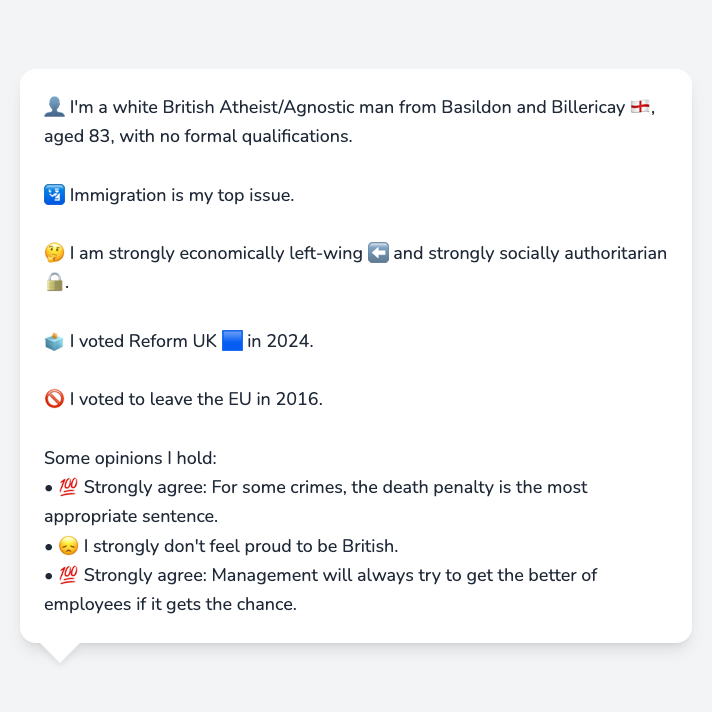 👤 I'm a white British Atheist/Agnostic man from Basildon and Billericay 🏴󠁧󠁢󠁥󠁮󠁧󠁿,
aged 83, with no formal qualifications.
🛂 Immigration is my top issue.
🤔 I am strongly economically left-wing ⬅️ and strongly socially authoritarian
🔒.
🗳️ I voted Reform UK 🟦 in 2024.
🚫 I voted to leave the EU in 2016.
Some opinions I hold:
• 💯 Strongly agree: For some crimes, the death penalty is the most
appropriate sentence.
• 😞 I strongly don't feel proud to be British.
• 💯 Strongly agree: Management will always try to get the better of
employees if it gets the chance.